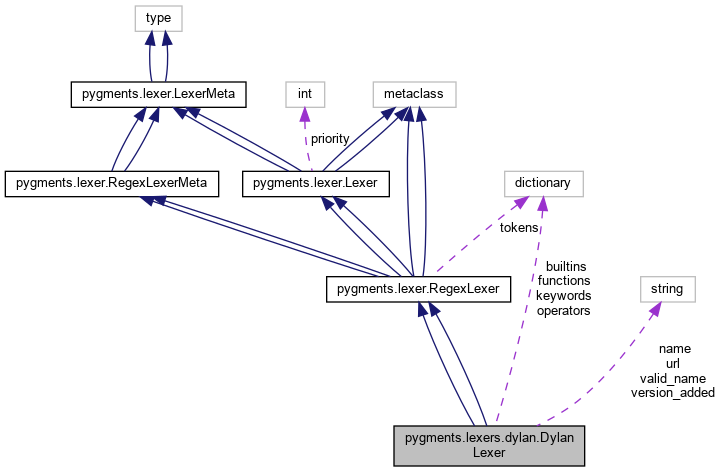 type
pygments.lexer.LexerMeta
int
metaclass
priority
pygments.lexer.RegexLexerMeta
pygments.lexer.Lexer
dictionary
tokens
pygments.lexer.RegexLexer
builtins
functions
keywords
operators
string
name
url
valid_name
version_added
pygments.lexers.dylan.Dylan
Lexer